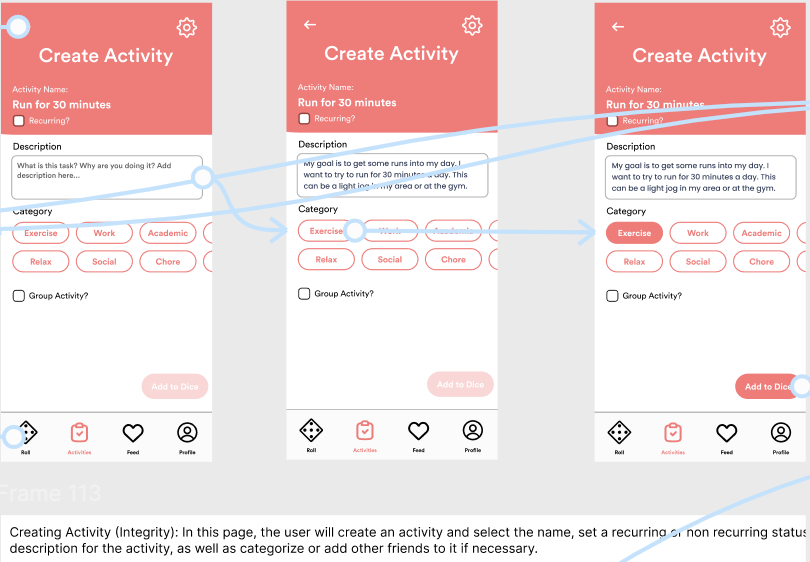 Create Activity
Activity Name:
Run for 30 minutes
Recurring?
Description
What is this task? Why are you doing it? Add
description here...
Category
Exercise Work Academic
Relax Social Chore
Group Activity?
Add to Dice
Roll Activities Feed Profile
Create Activity
Activity Name:
Run for 30 minutes
Recurring?
Description
My goal is to get some runs into my day. I
want to try to run for 30 minutes a day. This
can be a light jog in my area or at the gym.
Category
Exercise Work Academic
Relax Social Chore
Group Activity?
Add to Dice
Roll Activities Feed Profile
Create Activity
Activity Name:
Run for 30 minutes
Recurring?
Description
My goal is to get some runs into my day. I
want to try to run for 30 minutes a day. This
can be a light jog in my area or at the gym.
Category
Exercise Work Academic
Relax Social Chore
Group Activity?
Add to Dice
Roll Activities Feed Profile
Frame 113
Creating Activity (Integrity): In this page, the user will create an activity and select the name, set a recurring or non recurring status
description for the activity, as well as categorize or add other friends to it if necessary.